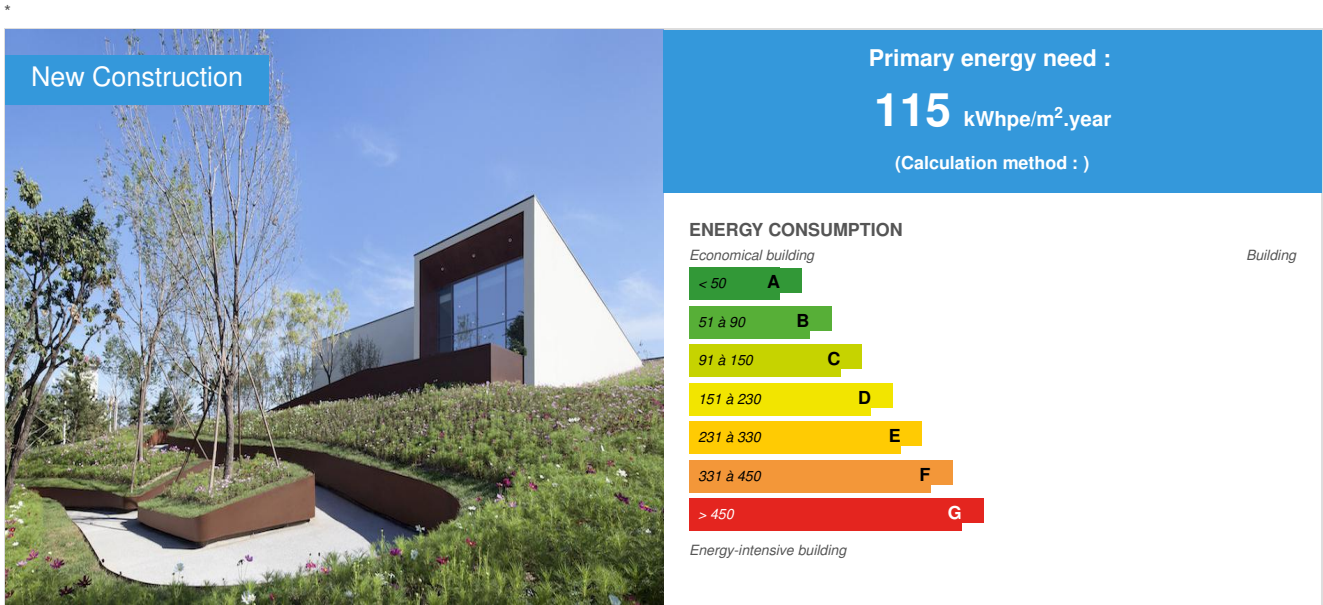 *
New Construction
Primary energy need :
115 kWhpe/m².year
(Calculation method : )
ENERGY CONSUMPTION
Economical building
Building
< 50 A
51 à 90 B
91 à 150 C
151 à 230 D
231 à 330 E
331 à 450 F
> 450 G
Energy-intensive building